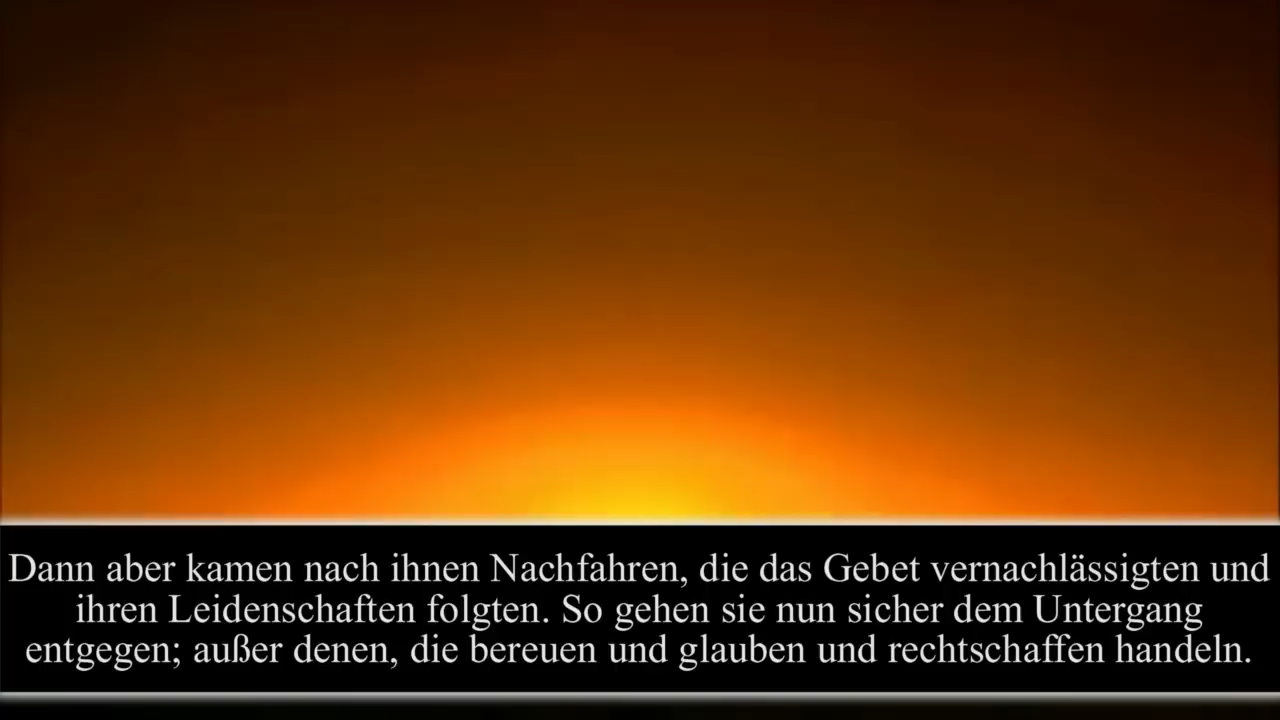 Dann aber kamen nach ihnen Nachfahren, die das Gebet vernachlässigten und
ihren Leidenschaften folgten. So gehen sie nun sicher dem Untergang
entgegen; außer denen, die bereuen und glauben und rechtschaffen handeln.